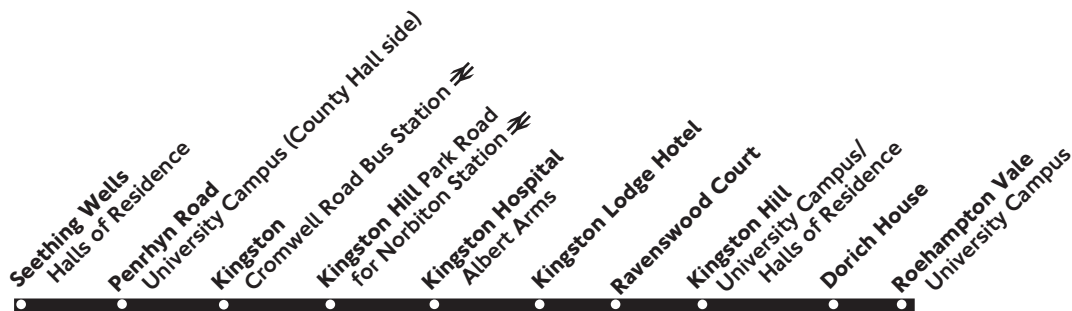 Seething Wells
Halls of Residence
Penrhyn Road
University Campus (County Hall side)
Kingston
Cromwell Road Bus Station
Kingston Hill Park Road
for Norbiton Station
Kingston Hospital
Albert Arms
Kingston Lodge Hotel
Ravenswood Court
Kingston Hill
University Campus/
Halls of Residence
Dorich House
Roehampton Vale
University Campus